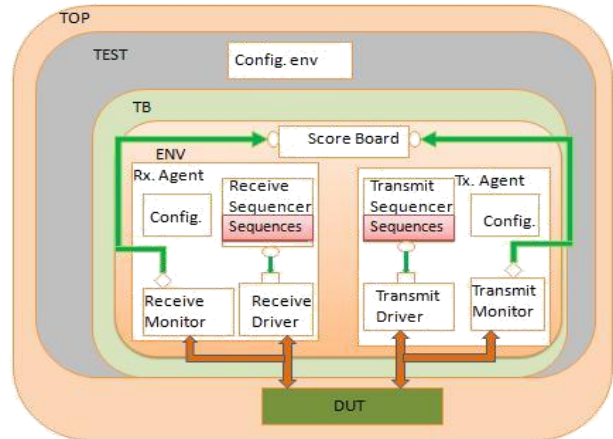 TOP
TEST
Config. env
TB
Score Board
ENV
Rx. Agent
Config.
Receive
Sequencer
Sequences
Transmit
Sequencer
Sequences
Tx. Agent
Config.
Receive
Monitor
Receive
Driver
Transmit
Driver
Transmit
Monitor
DUT